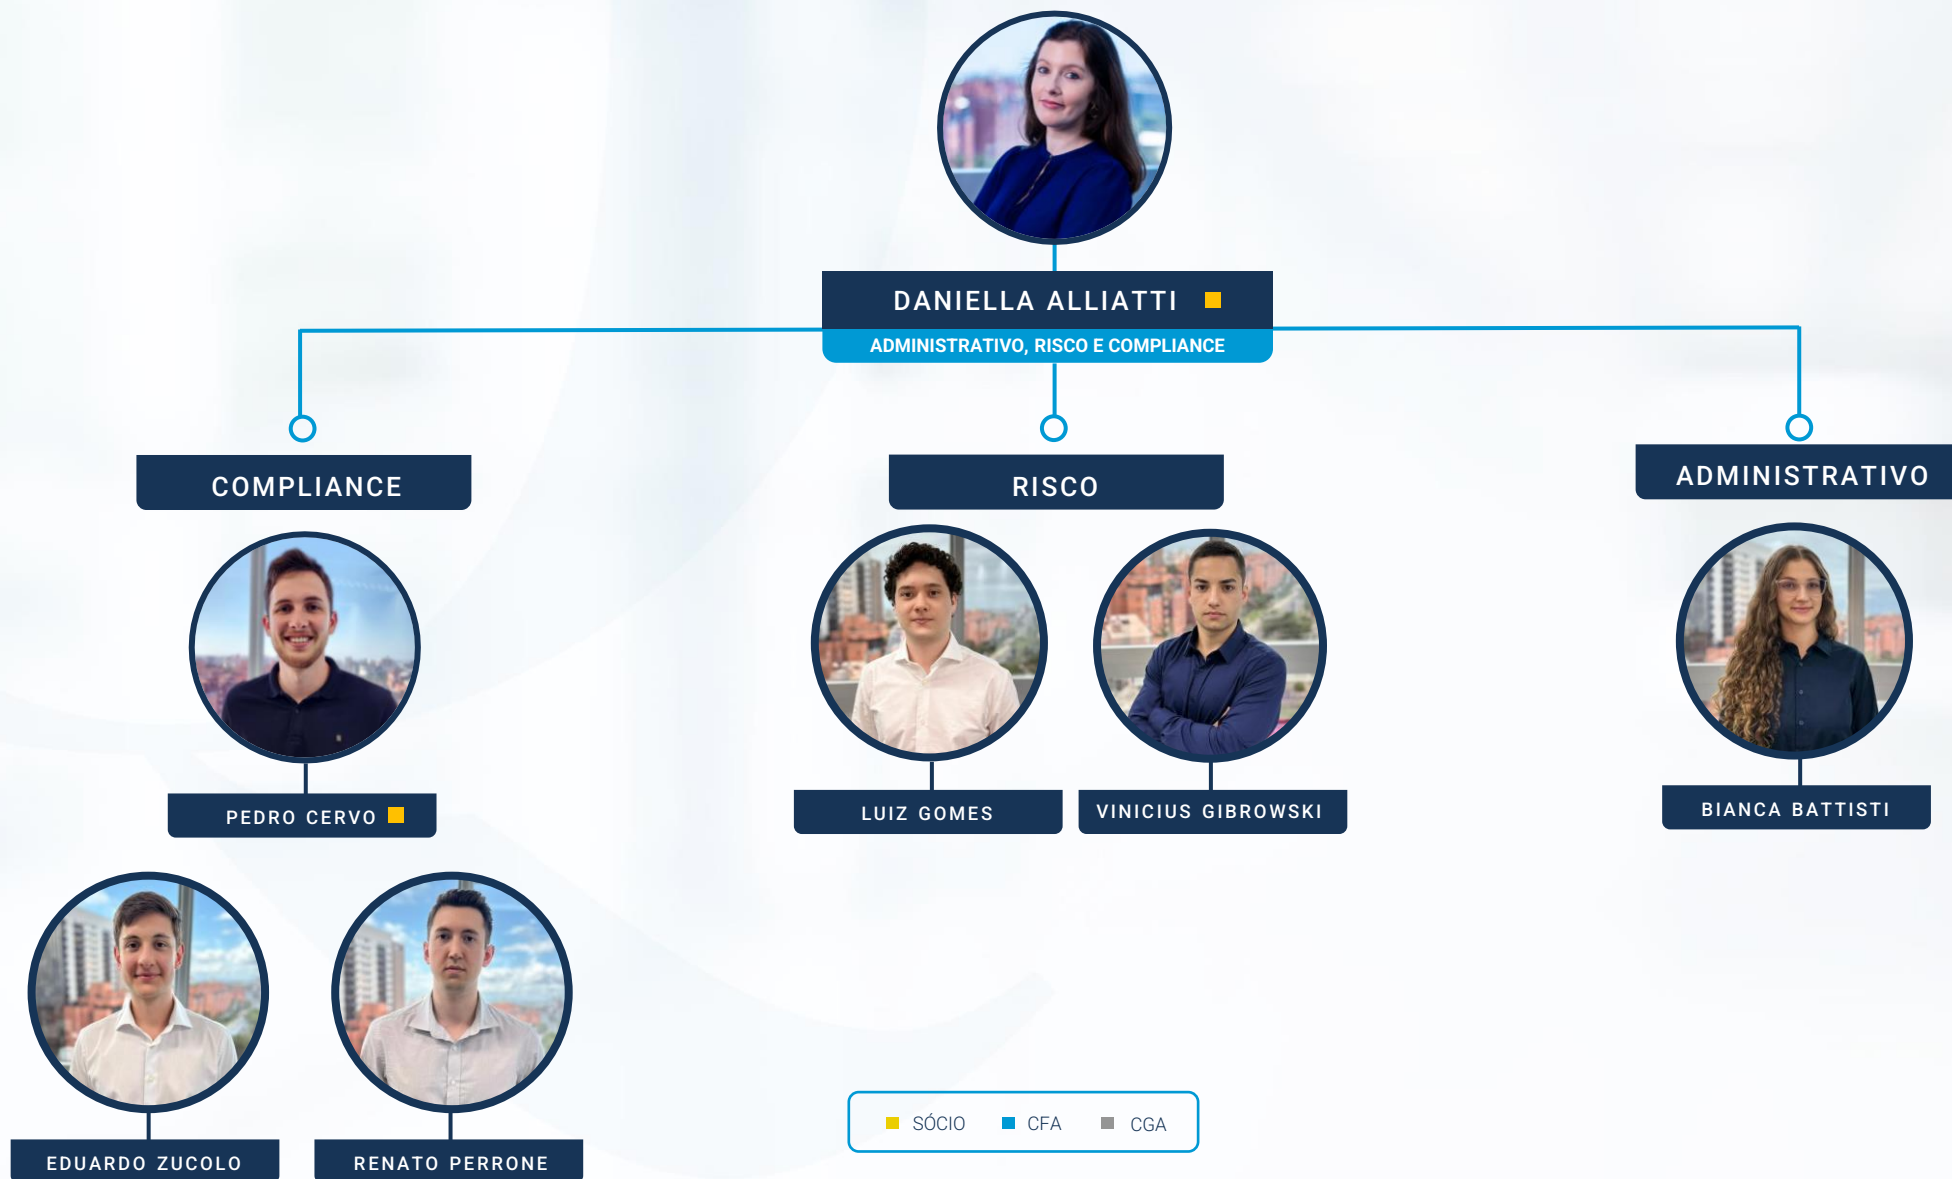 DANIELLA ALLIATTI
ADMINISTRATIVO, RISCO E COMPLIANCE
COMPLIANCE
RISCO
ADMINISTRATIVO
PEDRO CERVO
LUIZ GOMES
VINICIUS GIBROWSKI
BIANCA BATTISTI
EDUARDO ZUCOLO
RENATO PERRONE
SÓCIO
CFA
CGA